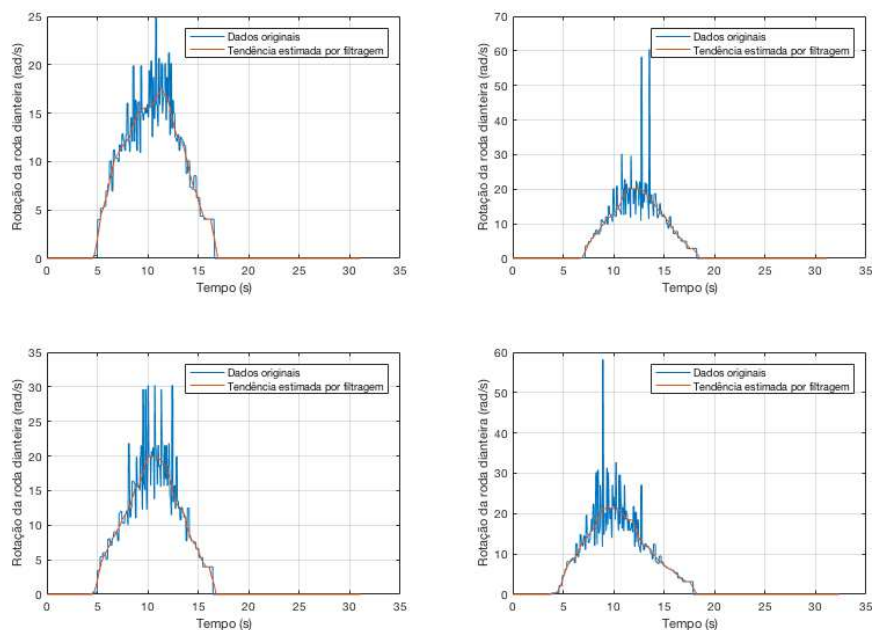 25
20
15
10
5
0
Rotação da roda dianteira (rad/s)
Dados originais
Tendência estimada por filtragem
0 5 10 15 20 25 30 35
Tempo (s)
70
60
50
40
30
20
10
0
Rotação da roda dianteira (rad/s)
Dados originais
Tendência estimada por filtragem
0 5 10 15 20 25 30 35
Tempo (s)
35
30
25
20
15
10
5
0
Rotação da roda dianteira (rad/s)
Dados originais
Tendência estimada por filtragem
0 5 10 15 20 25 30 35
Tempo (s)
60
50
40
30
20
10
0
Rotação da roda dianteira (rad/s)
Dados originais
Tendência estimada por filtragem
0 5 10 15 20 25 30 35
Tempo (s)